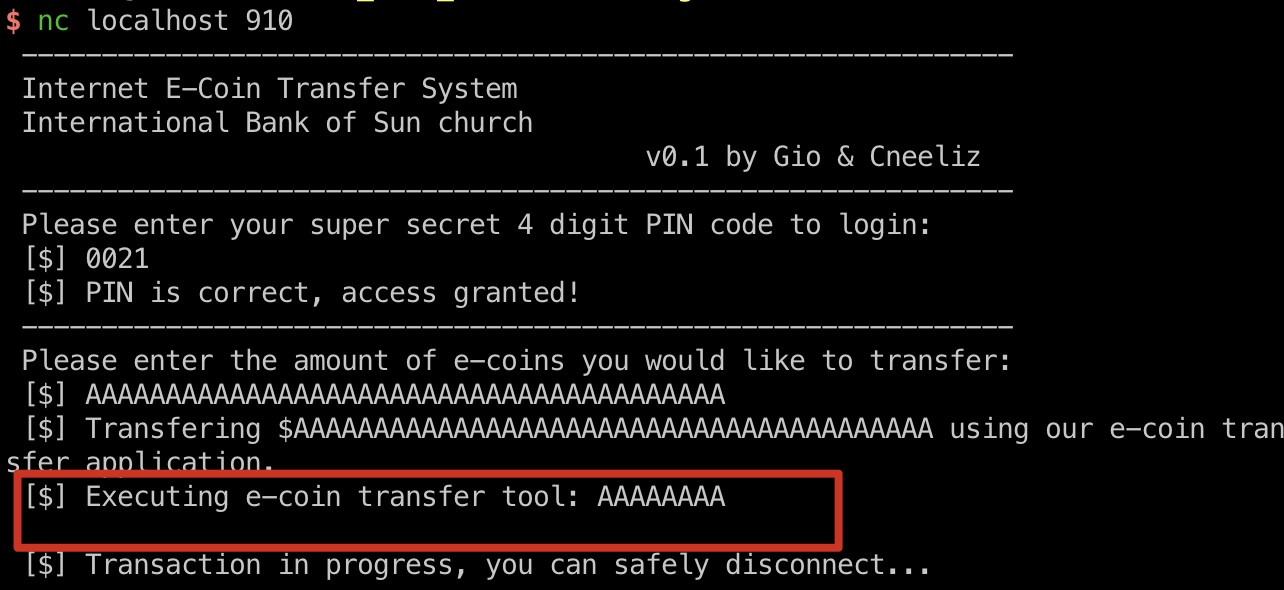 $ nc localhost 910
--------------------------------------------------------------
Internet E-Coin Transfer System
International Bank of Sun church
v0.1 by Gio & Cneeliz
--------------------------------------------------------------
Please enter your super secret 4 digit PIN code to login:
[$] 0021
[$] PIN is correct, access granted!
--------------------------------------------------------------
Please enter the amount of e-coins you would like to transfer:
[$] AAAAAAAAAAAAAAAAAAAAAAAAAAAAAAAAAAAAAAAA
[$] Transfering $AAAAAAAAAAAAAAAAAAAAAAAAAAAAAAAAAAAAAAAA using our e-coin tran
sfer application.
[$] Executing e-coin transfer tool: AAAAAAAA
[$] Transaction in progress, you can safely disconnect...